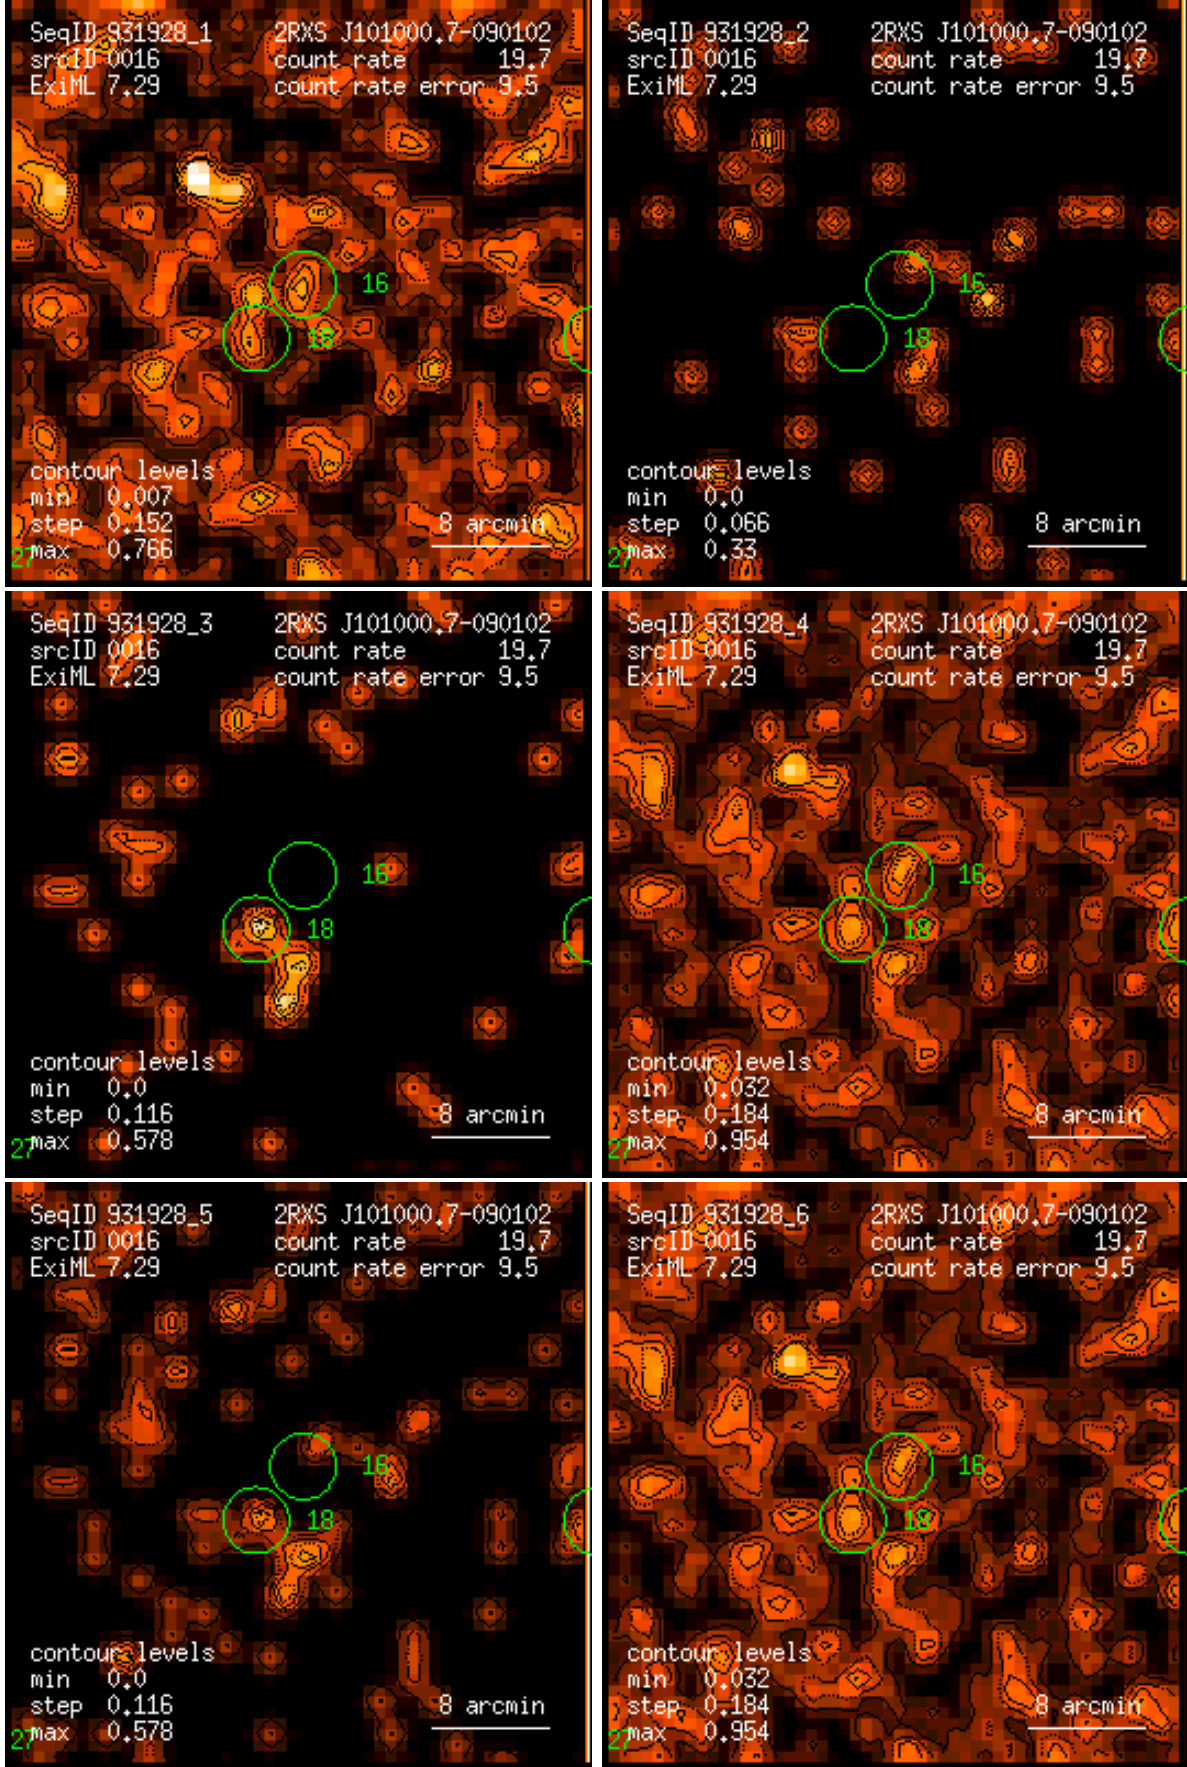 SeqID 931928_1 2RXS J101000.7-090102
srcID 0016 count rate 19.7
ExiML 7.29 count rate error 9.5
16
18
contour levels
min 0.007
step 0.152 8 arcmin
27 max 0.766
SeqID 931928_2 2RXS J101000.7-090102
srcID 0016 count rate 19.7
ExiML 7.29 count rate error 9.5
16
18
contour levels
min 0.0
step 0.066 8 arcmin
27 max 0.33
SeqID 931928_3 2RXS J101000.7-090102
srcID 0016 count rate 19.7
ExiML 7.29 count rate error 9.5
16
18
contour levels
min 0.0
step 0.116 8 arcmin
27 max 0.578
SeqID 931928_4 2RXS J101000.7-090102
srcID 0016 count rate 19.7
ExiML 7.29 count rate error 9.5
16
18
contour levels
min 0.032
step 0.184 8 arcmin
27 max 0.954
SeqID 931928_5 2RXS J101000.7-090102
srcID 0016 count rate 19.7
ExiML 7.29 count rate error 9.5
16
18
contour levels
min 0.0
step 0.116 8 arcmin
27 max 0.578
SeqID 931928_6 2RXS J101000.7-090102
srcID 0016 count rate 19.7
ExiML 7.29 count rate error 9.5
16
18
contour levels
min 0.032
step 0.184 8 arcmin
27 max 0.954